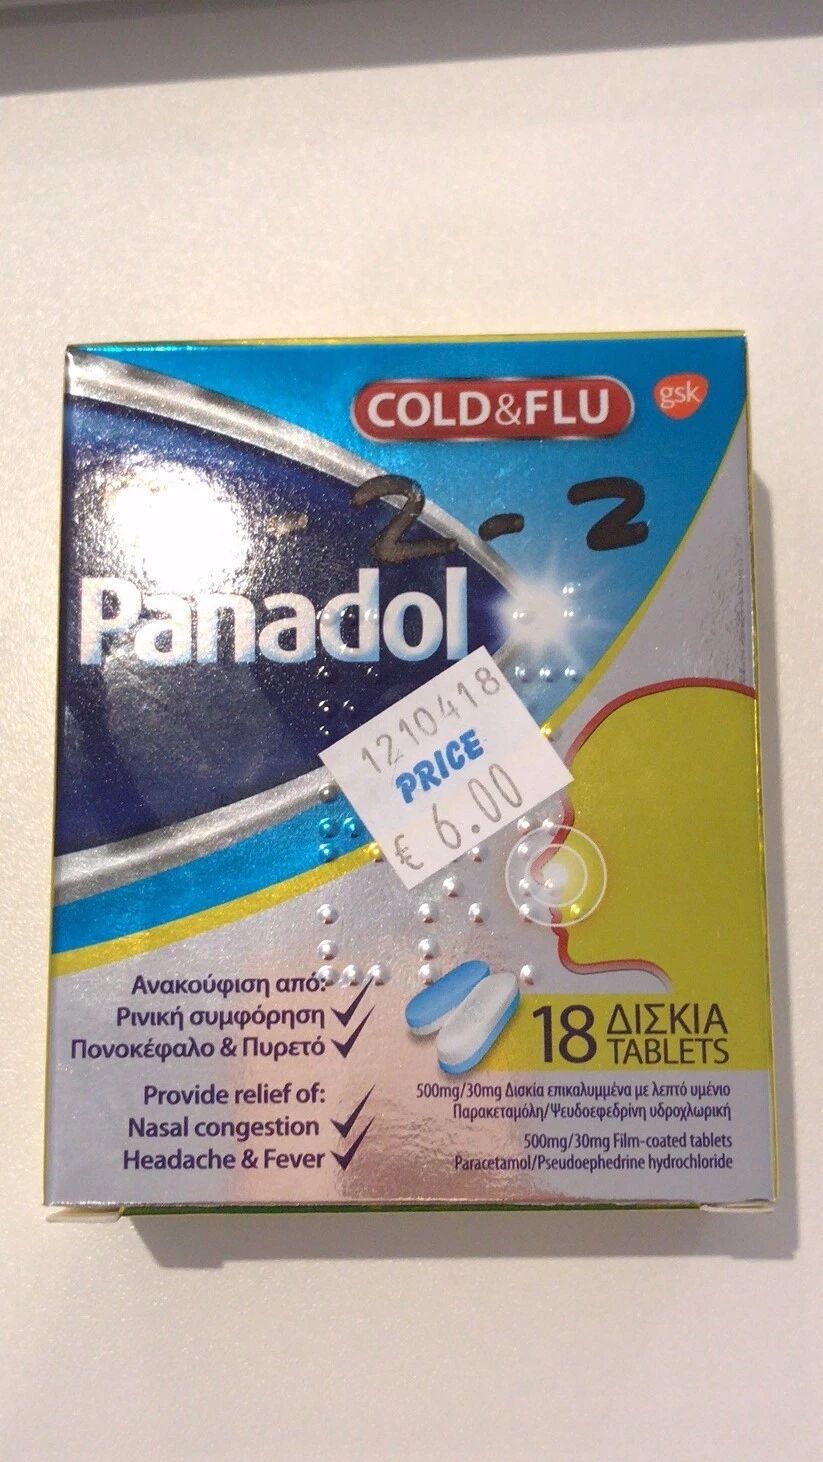 COLD&FLU
gsk
- 2 - 2
Panadol
1210418
PRICE
€ 6.00
Ανακούφιση από:
Ρινική συμφόρηση
Πονοκέφαλο & Πυρετό
Provide relief of:
Nasal congestion
Headache & Fever
18 ΔΙΣΚΙΑ
TABLETS
500mg/30mg Δισκία επικαλυμμένα με λεπτό υμένιο
Παρακεταμόλη/Ψευδοεφεδρίνη υδροχλωρική
500mg/30mg Film-coated tablets
Paracetamol/Pseudoephedrine hydrochloride